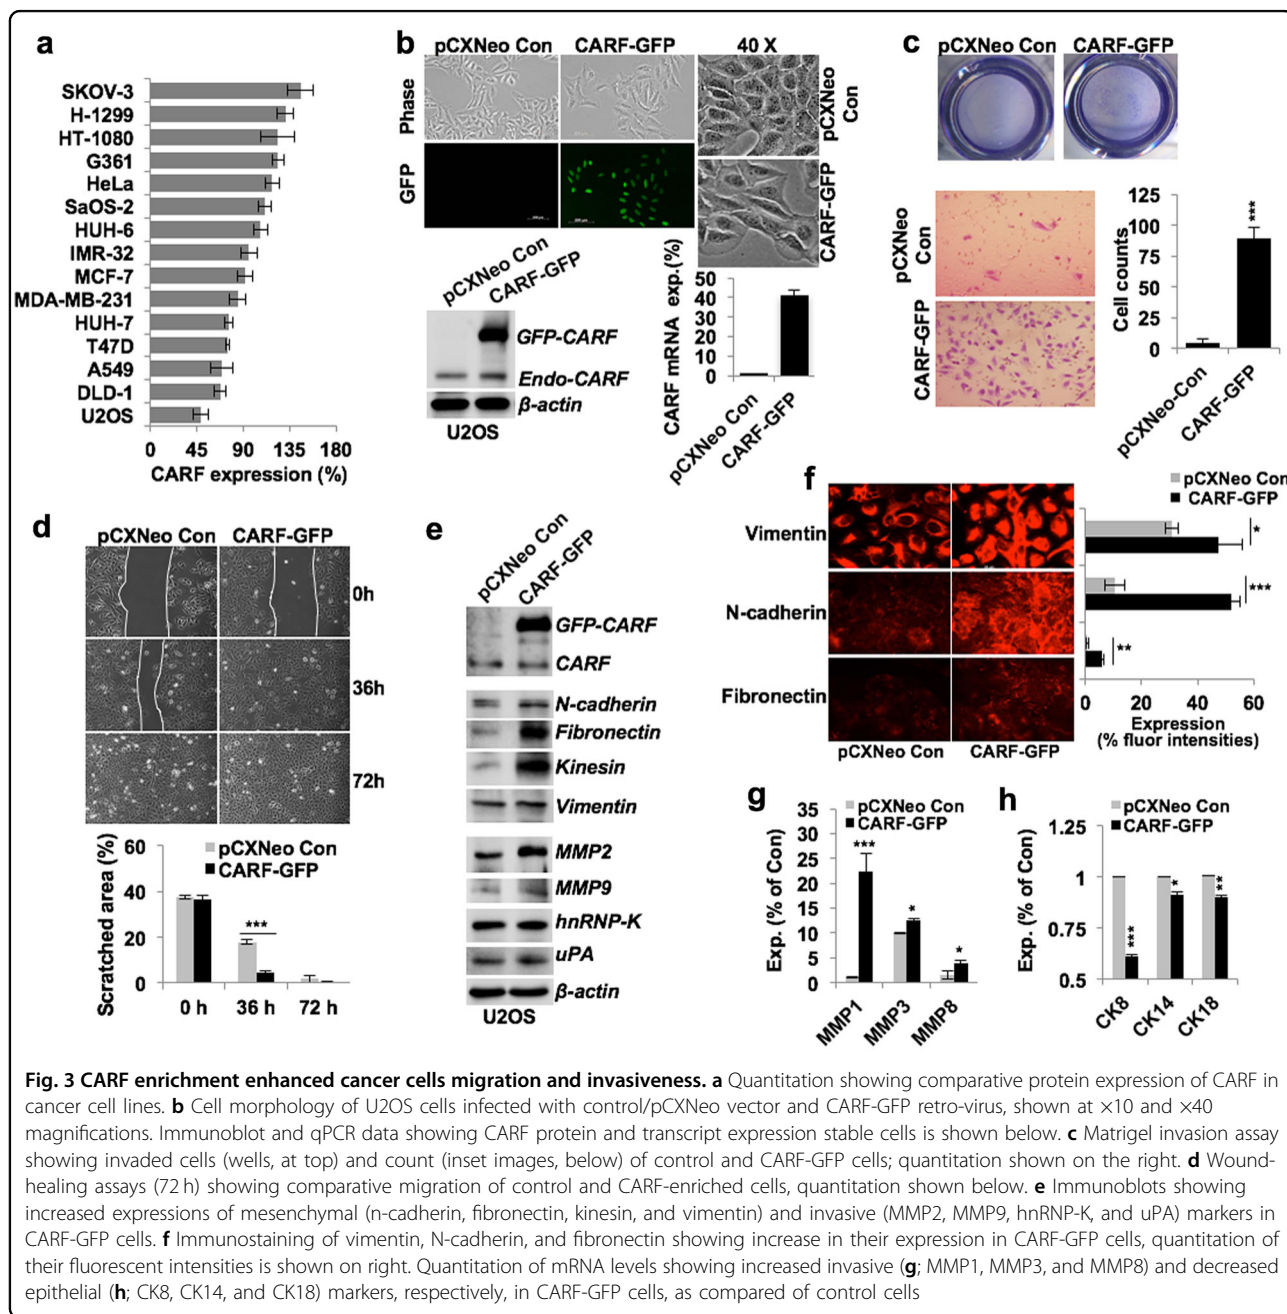 a
SKOV-3
H-1299
HT-1080
G361
HeLa
SaOS-2
HUH-6
IMR-32
MCF-7
MDA-MB-231
HUH-7
T47D
A549
DLD-1
U2OS
0 45 90 135 180
CARF expression (%)
b
pCXNeo Con CARF-GFP 40 X
Phase
GFP
pCXNeo Con
CARF-GFP
pCXNeo Con
CARF-GFP
GFP-CARF
Endo-CARF
β-actin
U2OS
CARF mRNA exp.(%)
50
40
30
20
10
0
pCXNeo Con
CARF-GFP
c
pCXNeo Con CARF-GFP
pCXNeo Con
CARF-GFP
Cell counts
125
100
75
50
25
0
***
pCXNeo-Con
CARF-GFP
d
pCXNeo Con CARF-GFP
0h
36h
72h
Scratched area (%)
60
40
20
0
pCXNeo Con
CARF-GFP
***
0 h 36 h 72 h
e
pCXNeo Con
CARF-GFP
GFP-CARF
CARF
N-cadherin
Fibronectin
Kinesin
Vimentin
MMP2
MMP9
hnRNP-K
uPA
β-actin
U2OS
f
Vimentin
N-cadherin
Fibronectin
pCXNeo Con CARF-GFP
pCXNeo Con
CARF-GFP
*
***
**
0 20 40 60
Expression
(% fluor intensities)
g
Exp. (% of Con)
35
30
25
20
15
10
5
0
pCXNeo Con
CARF-GFP
***
*
*
MMP1
MMP3
MMP8
h
Exp. (% of Con)
1.25
1
0.75
0.5
pCXNeo Con
CARF-GFP
***
*
**
CK8
CK14
CK18
Fig. 3 CARF enrichment enhanced cancer cells migration and invasiveness. a Quantitation showing comparative protein expression of CARF in
cancer cell lines. b Cell morphology of U2OS cells infected with control/pCXNeo vector and CARF-GFP retro-virus, shown at ×10 and ×40
magnifications. Immunoblot and qPCR data showing CARF protein and transcript expression stable cells is shown below. c Matrigel invasion assay
showing invaded cells (wells, at top) and count (inset images, below) of control and CARF-GFP cells; quantitation shown on the right. d Wound-
healing assays (72 h) showing comparative migration of control and CARF-enriched cells, quantitation shown below. e Immunoblots showing
increased expressions of mesenchymal (n-cadherin, fibronectin, kinesin, and vimentin) and invasive (MMP2, MMP9, hnRNP-K, and uPA) markers in
CARF-GFP cells. f Immunostaining of vimentin, N-cadherin, and fibronectin showing increase in their expression in CARF-GFP cells, quantitation of
their fluorescent intensities is shown on right. Quantitation of mRNA levels showing increased invasive (g; MMP1, MMP3, and MMP8) and decreased
epithelial (h; CK8, CK14, and CK18) markers, respectively, in CARF-GFP cells, as compared of control cells